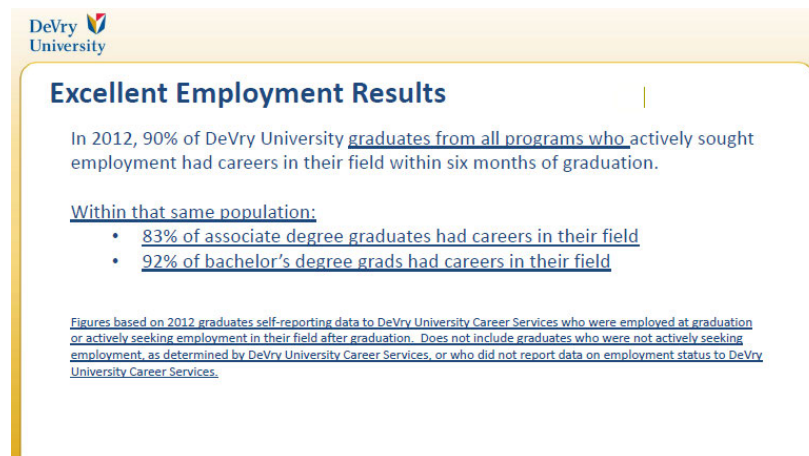 DeVry
University
Excellent Employment Results
In 2012, 90% of DeVry University graduates from all programs who actively sought
employment had careers in their field within six months of graduation.
Within that same population:
• 83% of associate degree graduates had careers in their field
• 92% of bachelor's degree grads had careers in their field
Figures based on 2012 graduates self-reporting data to DeVry University Career Services who were employed at graduation
or actively seeking employment in their field after graduation. Does not include graduates who were not actively seeking
employment, as determined by DeVry University Career Services, or who did not report data on employment status to DeVry
University Career Services.